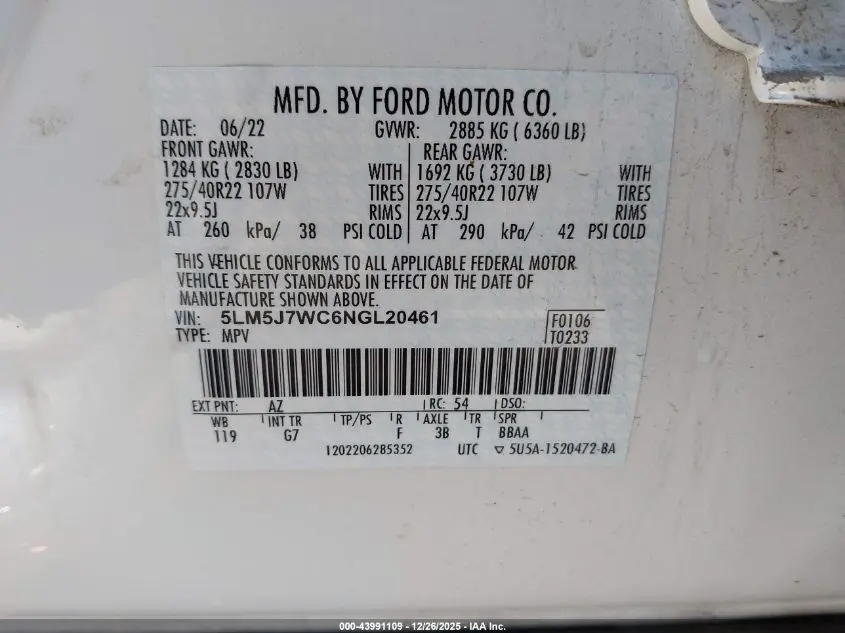 MFD. BY FORD MOTOR CO.
DATE: 06/22 GVWR: 2885 KG ( 6360 LB)
FRONT GAWR: REAR GAWR:
1284 KG ( 2830 LB) WITH 1692 KG ( 3730 LB) WITH
275/40R22 107W TIRES 275/40R22 107W TIRES
22x9.5J RIMS 22x9.5J RIMS
AT 260 kPa/ 38 PSI COLD AT 290 kPa/ 42 PSI COLD
THIS VEHICLE CONFORMS TO ALL APPLICABLE FEDERAL MOTOR
VEHICLE SAFETY STANDARDS IN EFFECT ON THE DATE OF
MANUFACTURE SHOWN ABOVE.
VIN: 5LM5J7WC6NGL20461 F0106
TYPE: MPV T0233
EXT PNT: AZ RC: 54 DSO:
WB INT TR TP/PS R AXLE TR SPR
119 G7 F 3B T BBAA
1202206285352 UTC ▽ 5U5A-1520472-BA
000-43991109 - 12/26/2025 - IAA Inc.